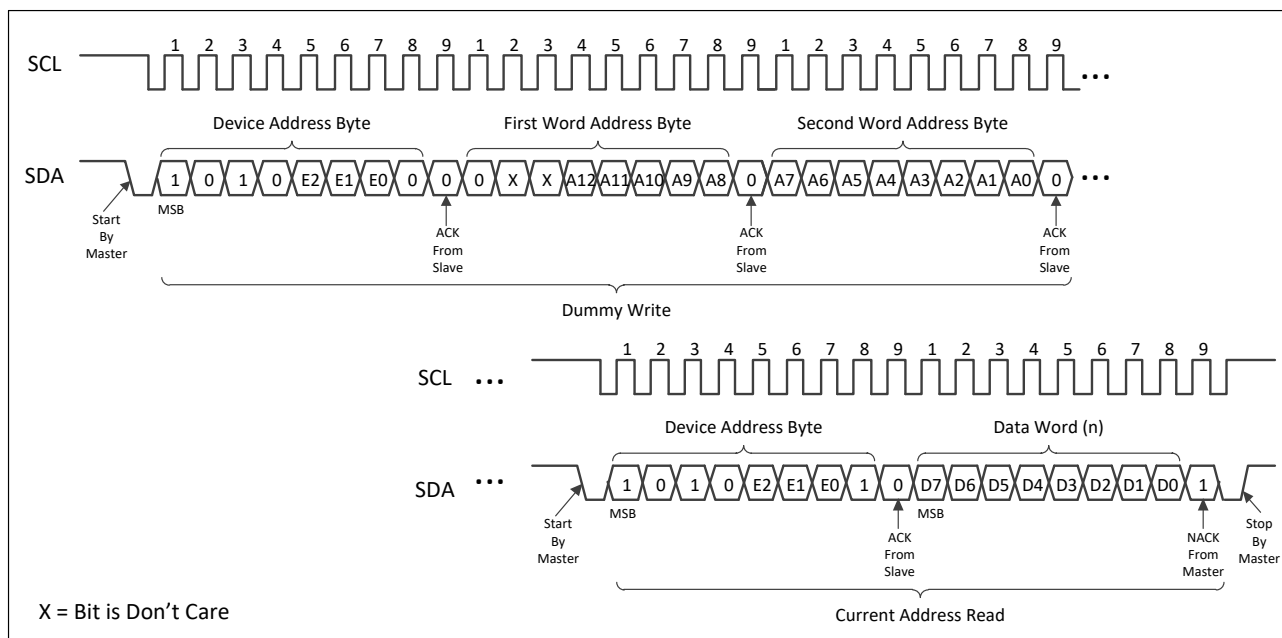 1 2 3 4 5 6 7 8 9 1 2 3 4 5 6 7 8 9 1 2 3 4 5 6 7 8 9
SCL ...
Device Address Byte First Word Address Byte Second Word Address Byte
SDA 1 0 1 0 E2 E1 E0 0 0 0 X X A12 A11 A10 A9 A8 0 A7 A6 A5 A4 A3 A2 A1 A0 0 ...
MSB
Start
By
Master
ACK
From
Slave
ACK
From
Slave
ACK
From
Slave
Dummy Write
1 2 3 4 5 6 7 8 9 1 2 3 4 5 6 7 8 9
SCL ...
Device Address Byte Data Word (n)
SDA ... 1 0 1 0 E2 E1 E0 1 0 D7 D6 D5 D4 D3 D2 D1 D0 1
MSB MSB
Start
By
Master
ACK
From
Slave
NACK
From
Master
Stop
By
Master
X = Bit is Don’t Care
Current Address Read